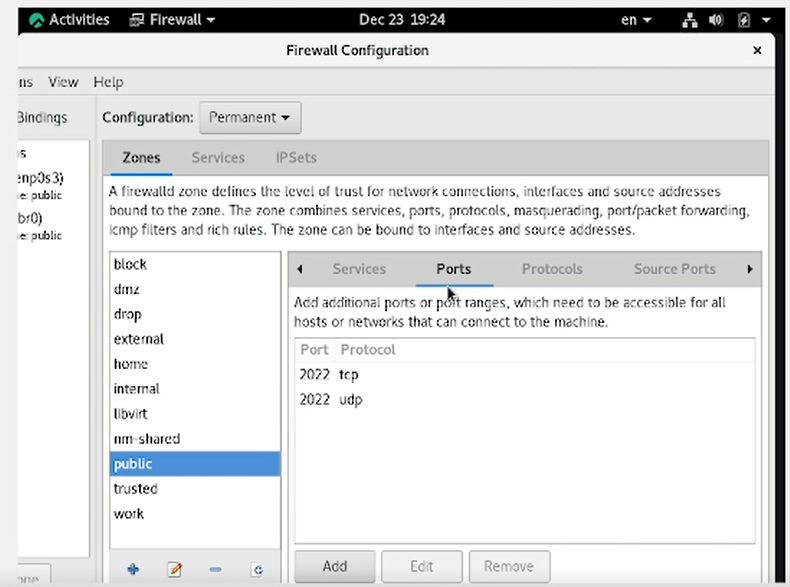 Activities Firewall Dec 23 19:24 en
Firewall Configuration
ns View Help
Bindings
Configuration: Permanent
s
enp0s3)
e: public
br0)
e: public
Zones Services IPSets
A firewalld zone defines the level of trust for network connections, interfaces and source addresses
bound to the zone. The zone combines services, ports, protocols, masquerading, port/packet forwarding,
icmp filters and rich rules. The zone can be bound to interfaces and source addresses.
block
dmz
drop
external
home
internal
libvirt
nm-shared
public
trusted
work
Services Ports Protocols Source Ports
Add additional ports or port ranges, which need to be accessible for all
hosts or networks that can connect to the machine.
Port Protocol
2022 tcp
2022 udp
Add Edit Remove